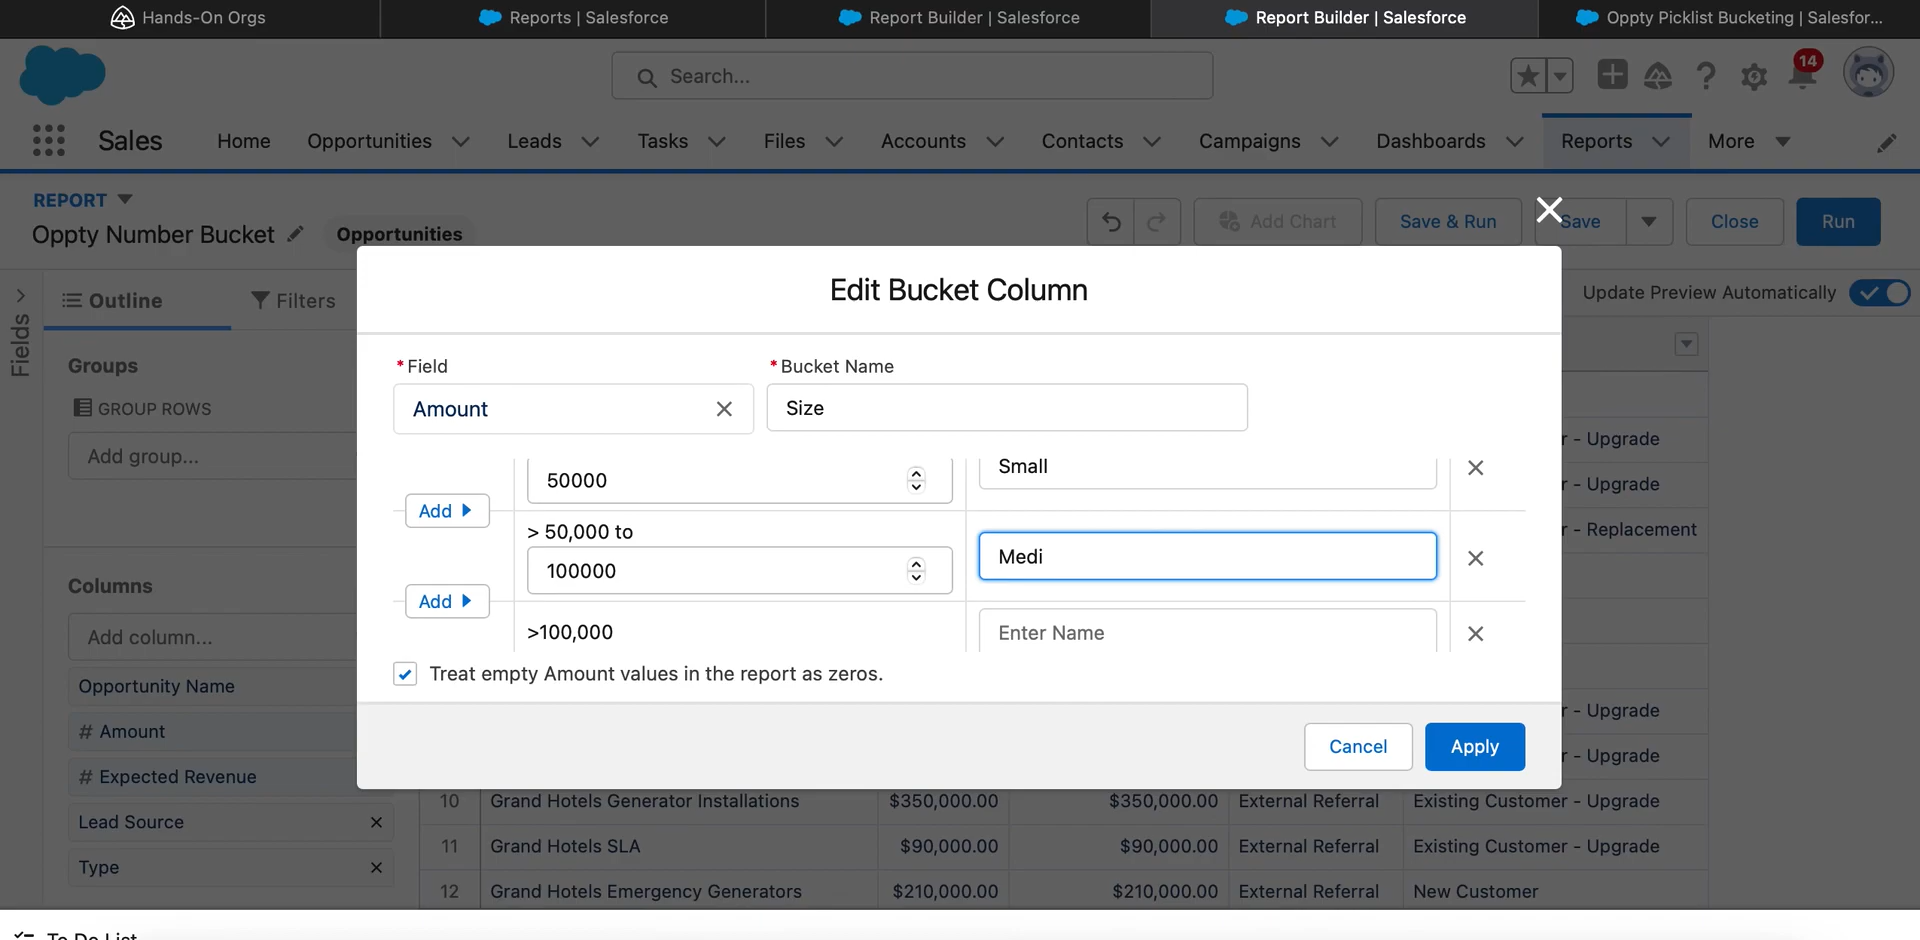 Hands-On Orgs
Reports | Salesforce
Report Builder | Salesforce
Report Builder | Salesforce
Oppty Picklist Bucketing | Salesfor...
Search...
14
Sales
Home
Opportunities
Leads
Tasks
Files
Accounts
Contacts
Campaigns
Dashboards
Reports
More
REPORT
Oppty Number Bucket
Opportunities
Add Chart
Save & Run
Save
Close
Run
Fields
Outline
Filters
Update Preview Automatically
Groups
GROUP ROWS
Add group...
Columns
Add column...
Opportunity Name
# Amount
# Expected Revenue
Lead Source
Type
Edit Bucket Column
* Field
* Bucket Name
Amount
Size
50000
Small
Add
> 50,000 to
100000
Medi
Add
>100,000
Enter Name
Treat empty Amount values in the report as zeros.
Cancel
Apply
r - Upgrade
r - Upgrade
r - Replacement
r - Upgrade
r - Upgrade
10 Grand Hotels Generator Installations $350,000.00 $350,000.00 External Referral Existing Customer - Upgrade
11 Grand Hotels SLA $90,000.00 $90,000.00 External Referral Existing Customer - Upgrade
12 Grand Hotels Emergency Generators $210,000.00 $210,000.00 External Referral New Customer
To Do List